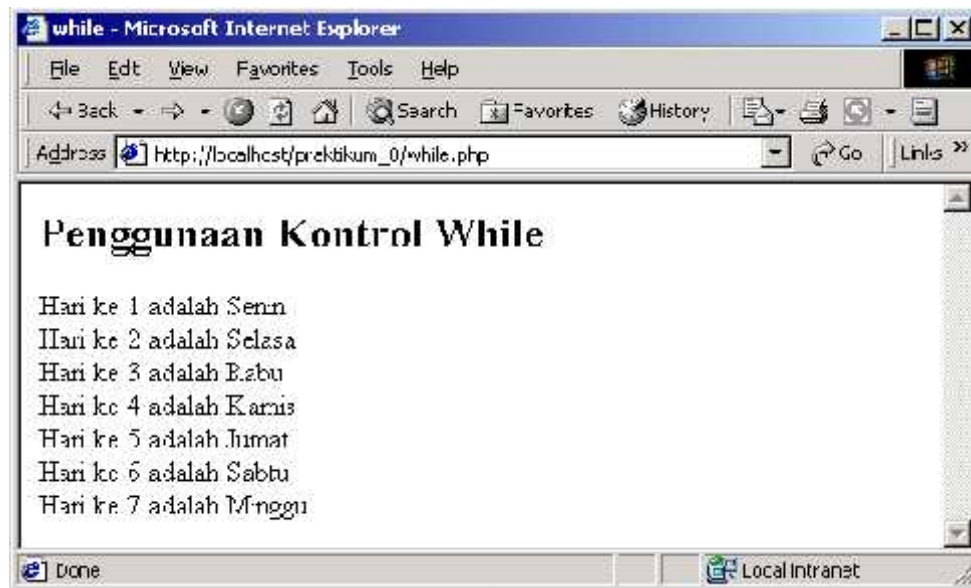 while - Microsoft Internet Explorer
File Edit View Favorites Tools Help
Back Search Favorites History
Address http://localhost/praktikum_0/while.php Go Links »
Penggunaan Kontrol While
Hari ke 1 adalah Senin
Hari ke 2 adalah Selasa
Hari ke 3 adalah Rabu
Hari ke 4 adalah Kamis
Hari ke 5 adalah Jumat
Hari ke 6 adalah Sabtu
Hari ke 7 adalah Minggu
Done Local intranet